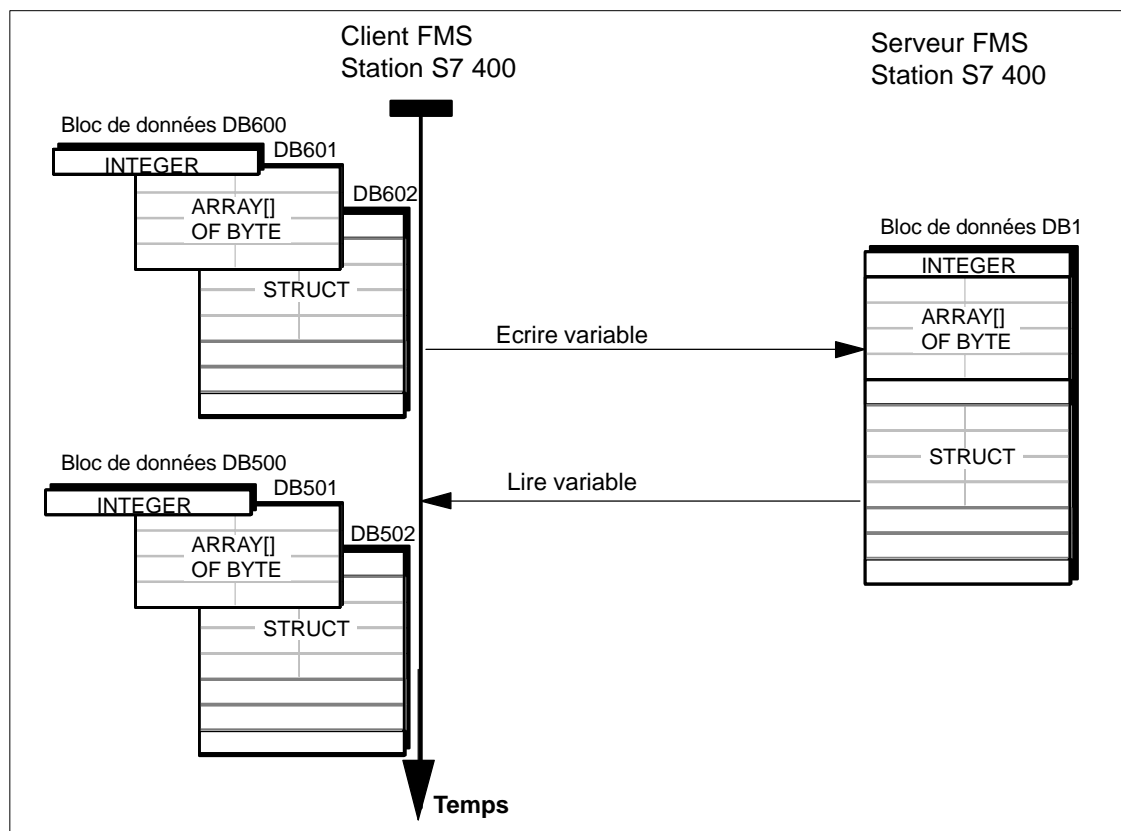 Client FMS
Station S7 400
Serveur FMS
Station S7 400
Bloc de données DB600
INTEGER
DB601
ARRAY[]
OF BYTE
DB602
STRUCT
Ecrire variable
Bloc de données DB1
INTEGER
ARRAY[]
OF BYTE
STRUCT
Bloc de données DB500
INTEGER
DB501
ARRAY[]
OF BYTE
DB502
STRUCT
Lire variable
Temps